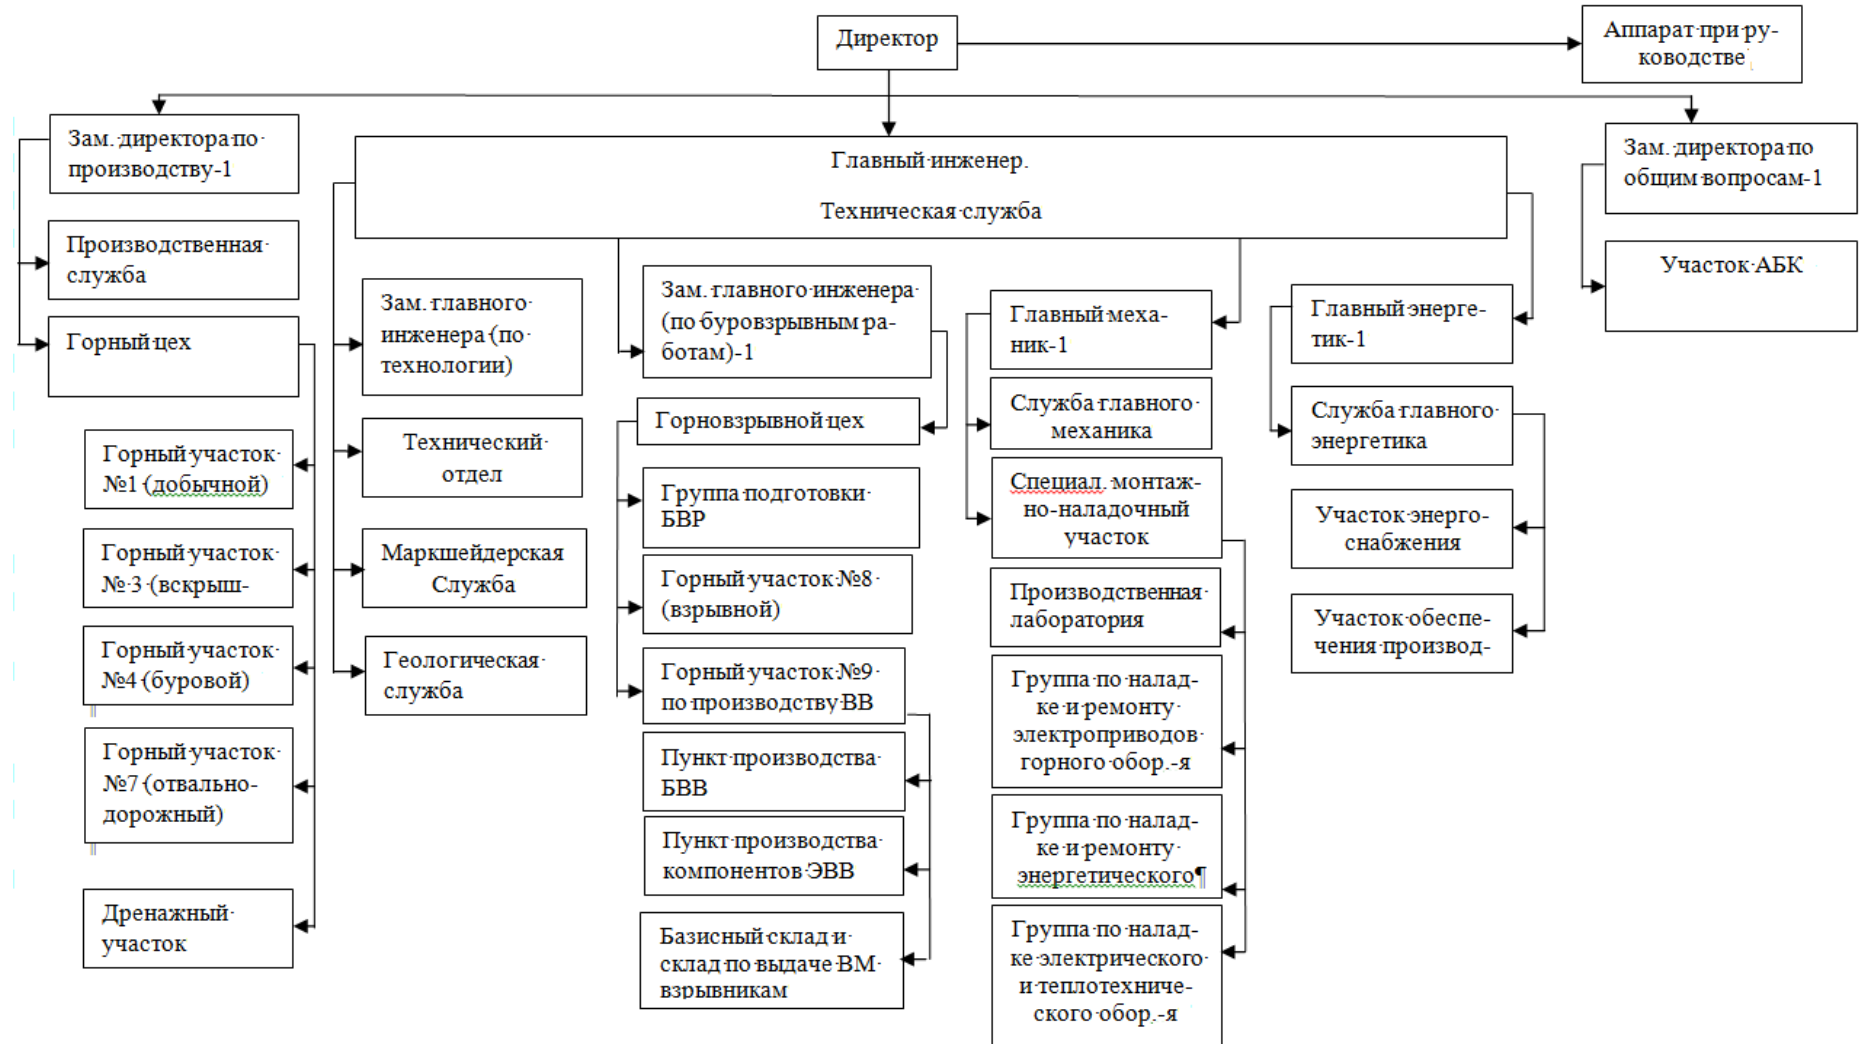 Директор
Аппарат при ру-
ководстве
Зам. директора по
производству-1
Главный инженер.
Техническая служба
Зам. директора по
общим вопросам-1
Производственная
служба
Горный цех
Горный участок
№1 (добычной)
Горный участок
№ 3 (вскрыш-
Горный участок
№4 (буровой)
¶
Горный участок
№7 (отвально-
дорожный)
¶
Дренажный
участок
Зам. главного
инженера (по
технологии)
Технический
отдел
Маркшейдерская
Служба
Геологическая
служба
Зам. главного инженера
(по буровзрывным ра-
ботам)-1
Горновзрывной цех
Группа подготовки
БВР
Горный участок №8
(взрывной)
Горный участок №9
по производству ВВ
Пункт производства
БВВ
Пункт производства
компонентов ЭВВ
Базисный склад и
склад по выдаче ВМ
взрывникам
Главный меха-
ник-1
Служба главного
механика
Специал. монтаж-
но-наладочный
участок
Производственная
лаборатория
Группа по налад-
ке и ремонту
электроприводов
горного обор.-я
Группа по налад-
ке и ремонту
энергетического¶
Группа по налад-
ке электрического
и теплотехниче-
ского обор.-я
Главный энерге-
тик-1
Служба главного
энергетика
Участок энерго-
снабжения
Участок обеспе-
чения производ-
Участок АБК